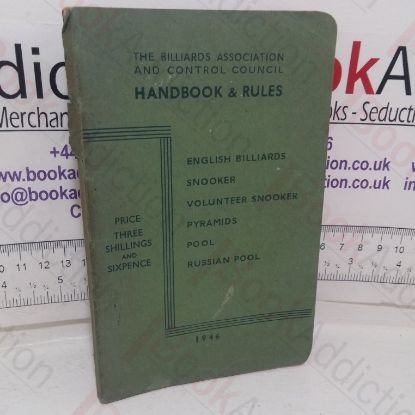 THE BILLIARDS ASSOCIATION
AND CONTROL COUNCIL
HANDBOOK & RULES
ENGLISH BILLIARDS
SNOOKER
VOLUNTEER SNOOKER
PYRAMIDS
POOL
RUSSIAN POOL
PRICE
THREE
SHILLINGS
AND
SIXPENCE
1946